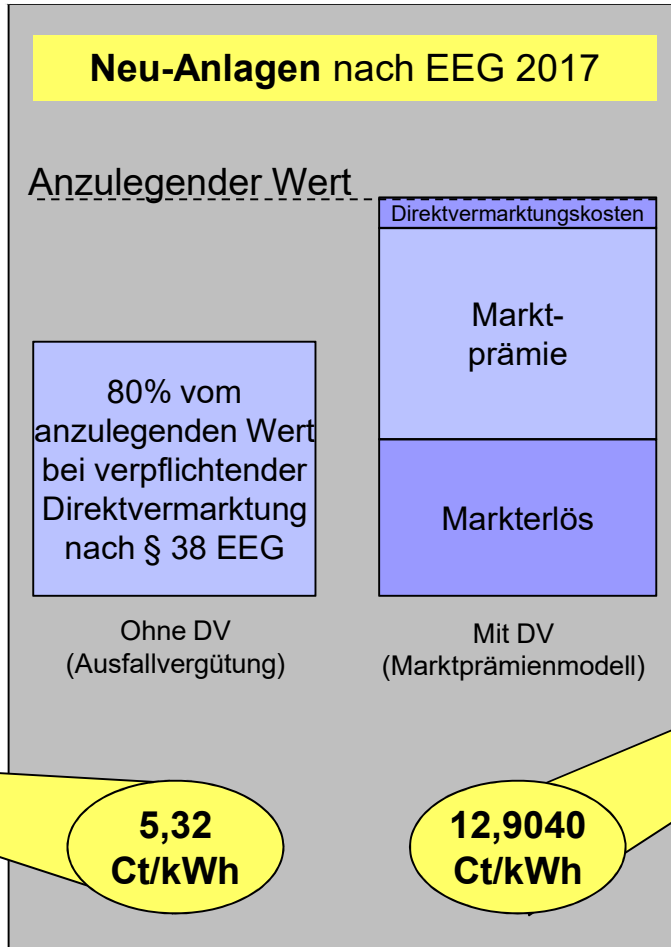 Neu-Anlagen nach EEG 2017
Anzulegender Wert
Direktvermarktungskosten
Markt-
prämie
80% vom
anzulegenden Wert
bei verpflichtender
Direktvermarktung
nach § 38 EEG
Markterlös
Ohne DV
(Ausfallvergütung)
Mit DV
(Marktprämienmodell)
5,32
Ct/kWh
12,9040
Ct/kWh